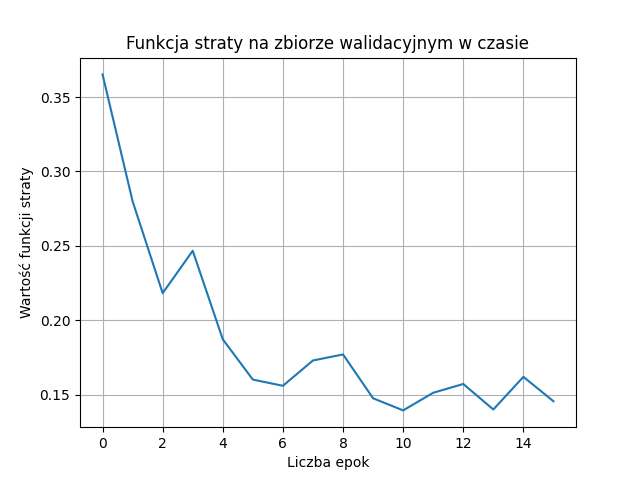 Funkcja straty na zbiorze walidacyjnym w czasie
Wartość funkcji straty
0.35
0.30
0.25
0.20
0.15
0 2 4 6 8 10 12 14
Liczba epok